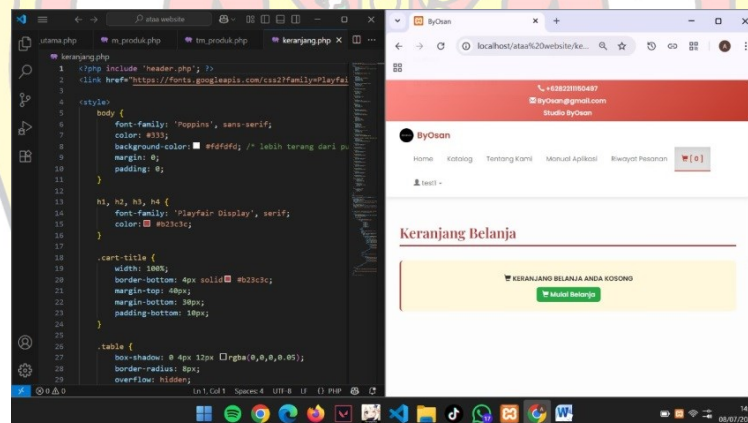 ataa website
utama.php
m_produk.php
tm_produk.php
keranjang.php
keranjang.php
1 <?php include 'header.php'; ?>
2 <link href="https://fonts.googleapis.com/css2?family=Playfai
3
4 <style>
5 body {
6 font-family: 'Poppins', sans-serif;
7 color: #333;
8 background-color: #fdfdfd; /* lebih terang dari pu
9 margin: 0;
10 padding: 0;
11 }
12
13 h1, h2, h3, h4 {
14 font-family: 'Playfair Display', serif;
15 color: #b23c3c;
16 }
17
18 .cart-title {
19 width: 100%;
20 border-bottom: 4px solid #b23c3c;
21 margin-top: 40px;
22 margin-bottom: 30px;
23 padding-bottom: 10px;
24 }
25
26 .table {
27 box-shadow: 0 4px 12px rgba(0,0,0,0.05);
28 border-radius: 8px;
29 overflow: hidden;
0 0 Ln 1, Col 1 Spaces: 4 UTF-8 LF {} PHP
ByOsan
localhost/ataa%20website/ke...
+6282231150487
ByOsan@gmail.com
Studio ByOsan
ByOsan
Home Katalog Tentang Kami Manual Aplikasi Riwayat Pesanan [ 0 ]
Keranjang Belanja
KERANJANG BELANJA ANDA KOSONG
Mulai Belanja